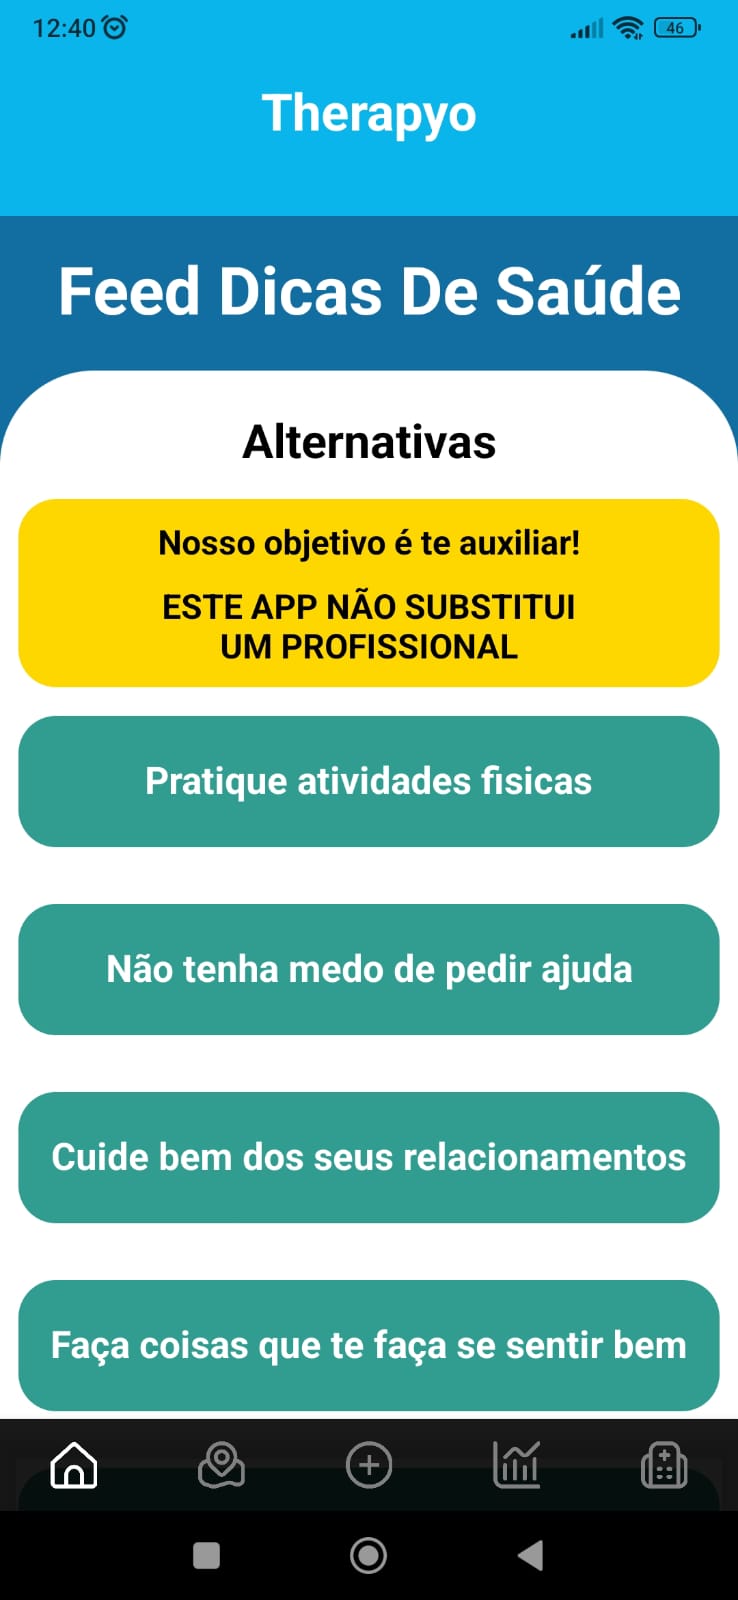 12:40
46
Therapyo
Feed Dicas De Saúde
Alternativas
Nosso objetivo é te auxiliar!
ESTE APP NÃO SUBSTITUI
UM PROFISSIONAL
Pratique atividades fisicas
Não tenha medo de pedir ajuda
Cuide bem dos seus relacionamentos
Faça coisas que te faça se sentir bem